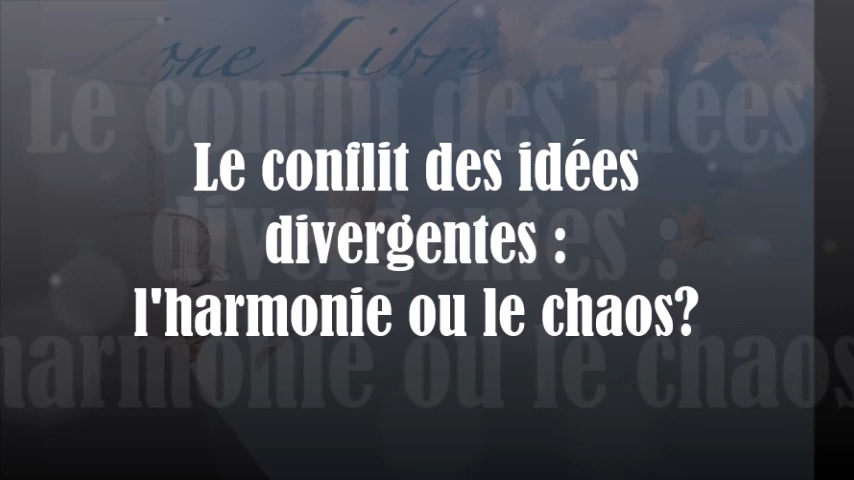 Zone Libre
Le conflit des idées
divergentes :
l'harmonie ou le chaos?